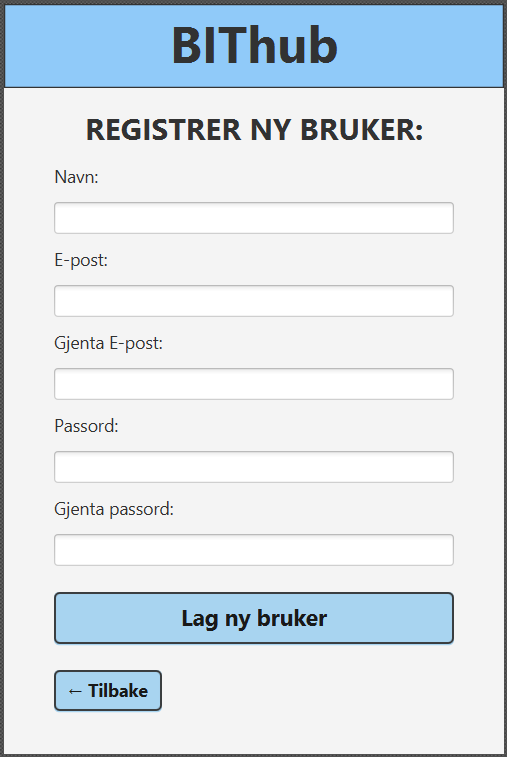 BIThub
REGISTRER NY BRUKER:
Navn:
E-post:
Gjenta E-post:
Passord:
Gjenta passord:
Lag ny bruker
← Tilbake